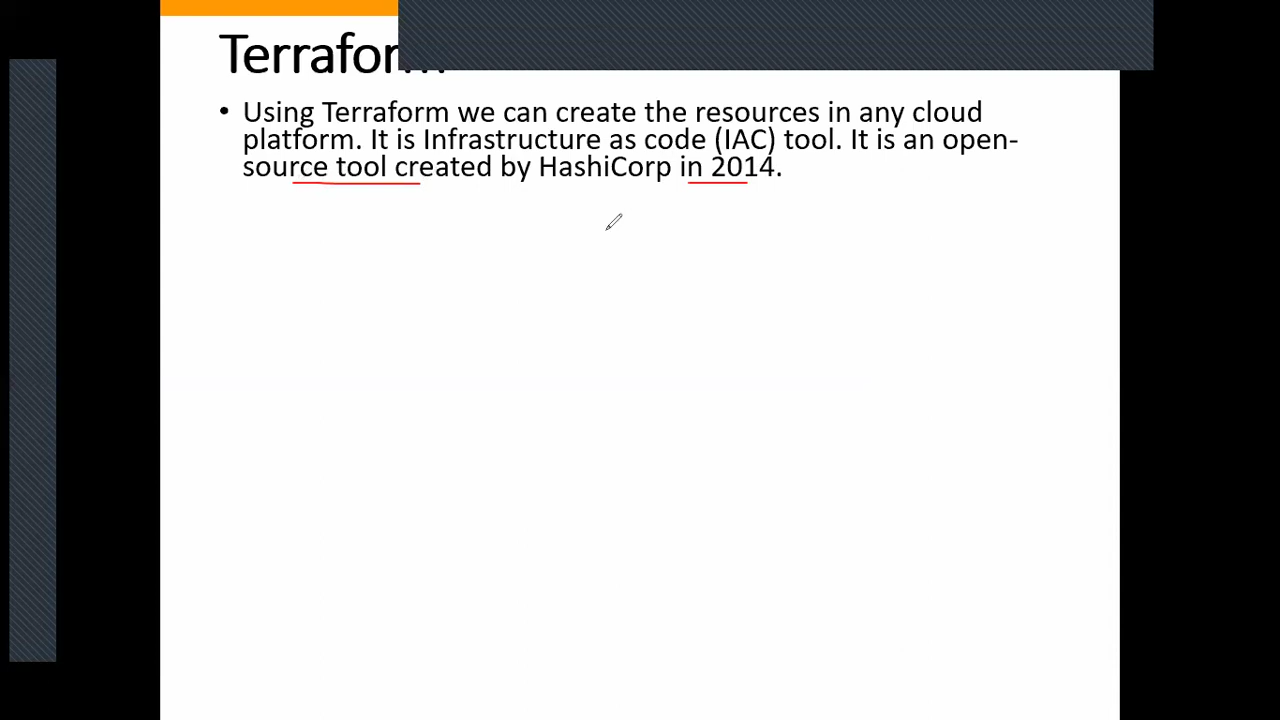 Terraform
• Using Terraform we can create the resources in any cloud
platform. It is Infrastructure as code (IAC) tool. It is an open-
source tool created by HashiCorp in 2014.